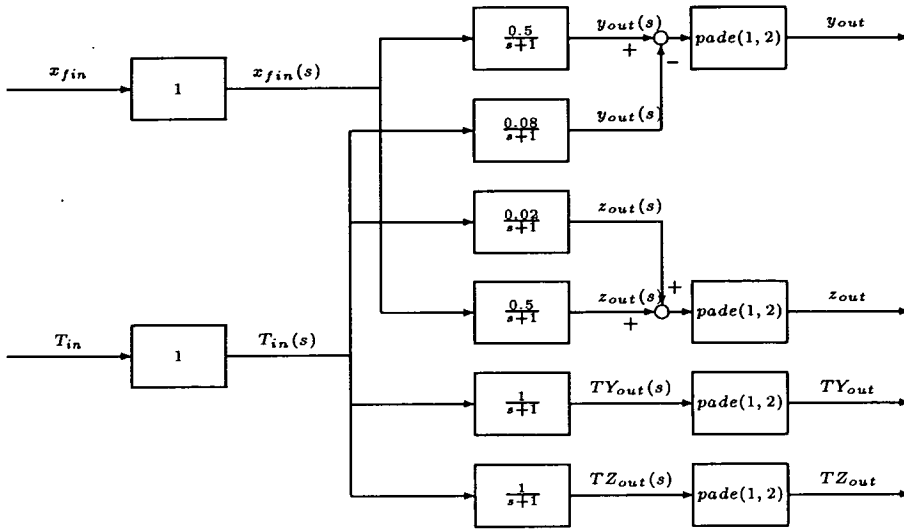 0.5
s+1
y_out(s)
+
−
pade(1, 2)
y_out
x_fin
1
x_fin(s)
0.08
s+1
y_out(s)
0.02
s+1
z_out(s)
+
0.5
s+1
z_out(s)
+
pade(1, 2)
z_out
T_in
1
T_in(s)
1
s+1
TY_out(s)
pade(1, 2)
TY_out
1
s+1
TZ_out(s)
pade(1, 2)
TZ_out